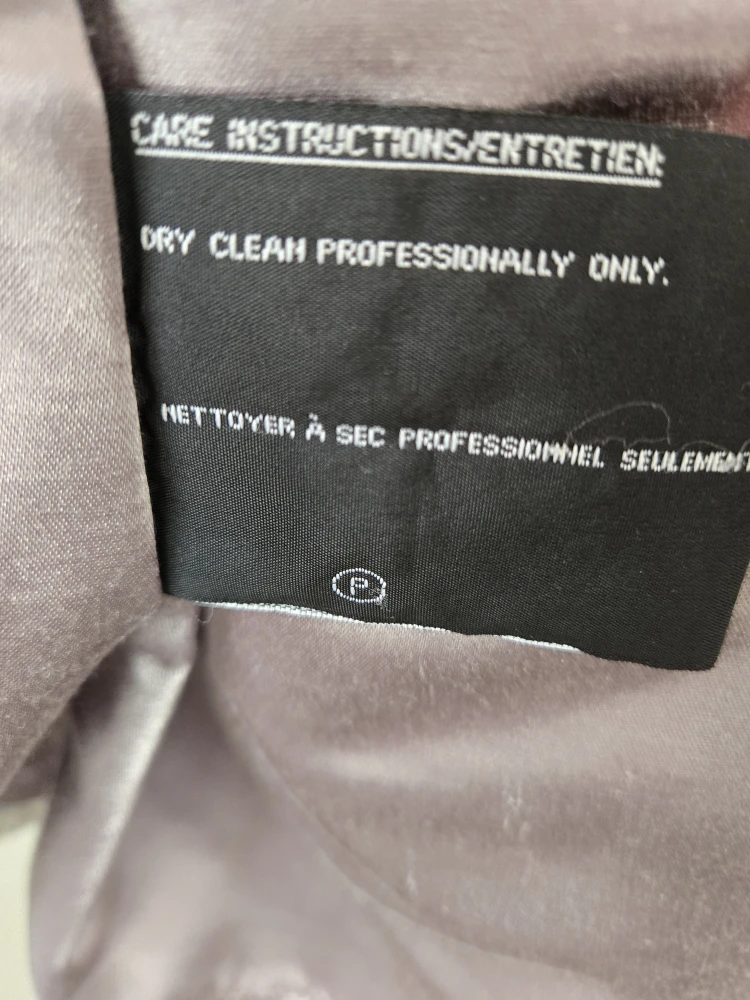 CARE INSTRUCTIONS/ENTRETIEN:
DRY CLEAN PROFESSIONALLY ONLY.
NETTOYER À SEC PROFESSIONNEL SEULEMENT
P